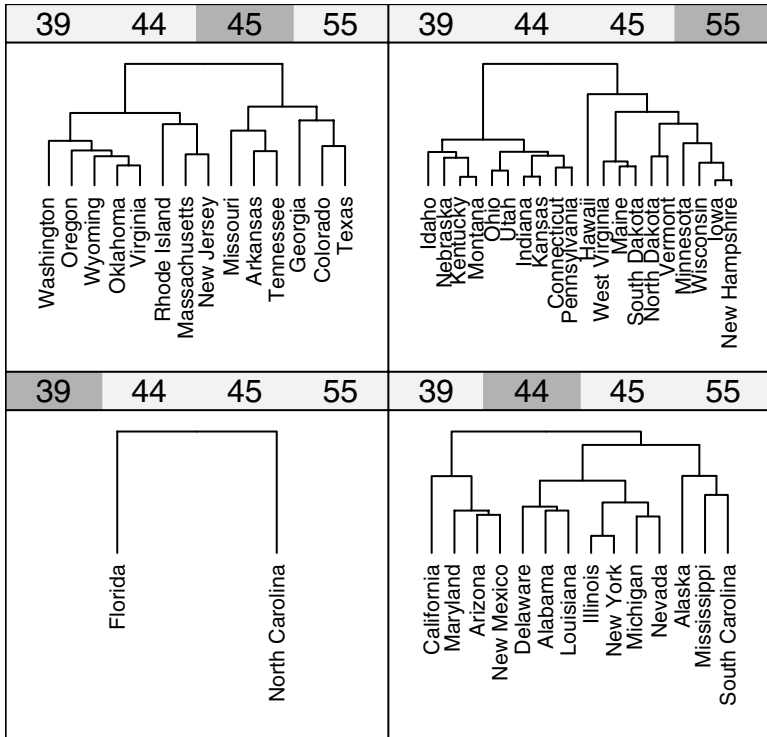 39 44 45 55
39 44 45 55
Washington
Oregon
Wyoming
Oklahoma
Virginia
Rhode Island
Massachusetts
New Jersey
Missouri
Arkansas
Tennessee
Georgia
Colorado
Texas
Idaho
Nebraska
Kentucky
Montana
Ohio
Utah
Indiana
Kansas
Connecticut
Pennsylvania
Hawaii
West Virginia
Maine
South Dakota
North Dakota
Vermont
Minnesota
Wisconsin
Iowa
New Hampshire
39 44 45 55
39 44 45 55
Florida
North Carolina
California
Maryland
Arizona
New Mexico
Delaware
Alabama
Louisiana
Illinois
New York
Michigan
Nevada
Alaska
Mississippi
South Carolina